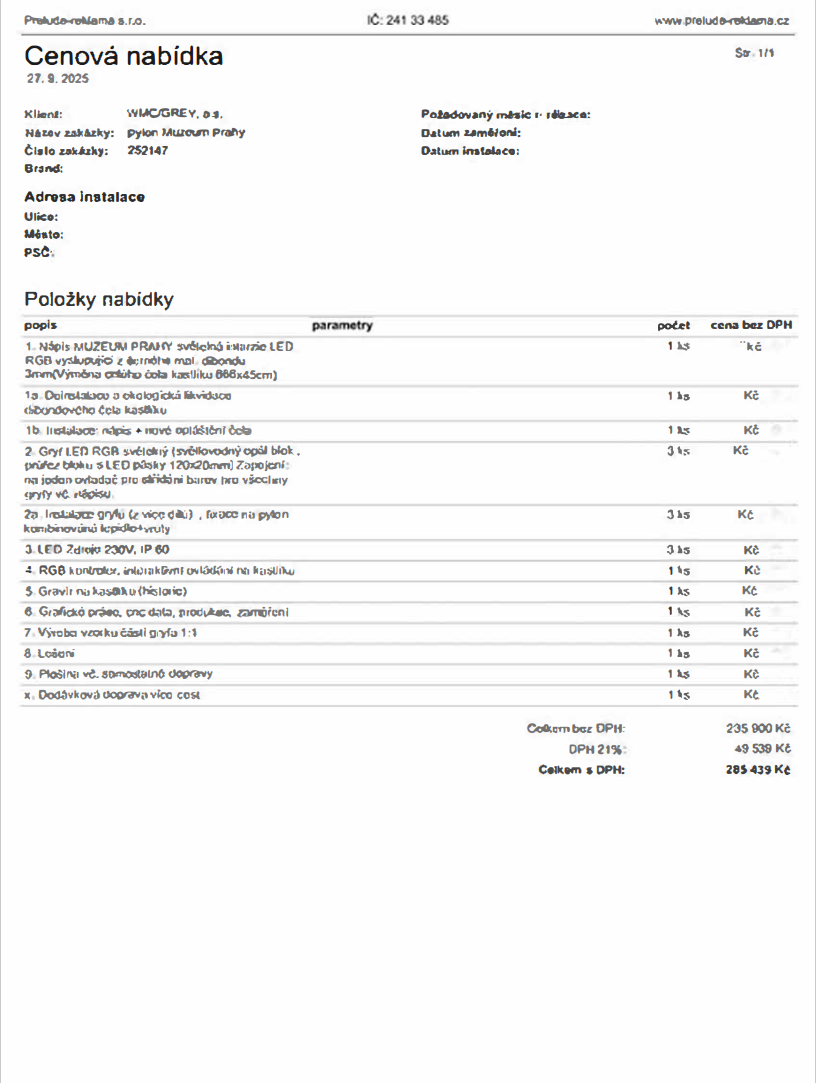 Prelude-reklama s.r.o. IČ: 241 33 485 www.prelude-reklama.cz
Cenová nabídka Str. 1/1
27. 9. 2025
Klient: WMC/GREY, a.s. Požadovaný měsíc realizace:
Název zakázky: pylon Muzeum Prahy Datum zaměření:
Číslo zakázky: 252147 Datum instalace:
Brand:
Adresa instalace
Ulice:
Město:
PSČ:
Položky nabídky
popis parametry počet cena bez DPH
1. Nápis MUZEUM PRAHY světelná intarzie LED 1 ks Kč
RGB vystupující z černého mat. dibondu
3mm(Výměna celého čela kastlíku 866x45cm)
1a. Deinstalace a ekologická likvidace 1 ks Kč
dibondového čela kastlíku
1b. Instalace: nápis + nové opláštění čela 1 ks Kč
2. Gryf LED RGB světelný (světlovodný opál blok , 3 ks Kč
průřez bloku s LED pásky 120x20mm) Zapojení:
na jeden ovladač pro střídání barev pro všechny
gryfy vč. nápisu.
2a. Instalace gryfů (z více dílů) , fixace na pylon 3 ks Kč
kombinovaná lepidlo+vruty
3. LED Zdroje 230V, IP 60 3 ks Kč
4. RGB kontroler, interaktivní ovládání na kastlíku 1 ks Kč
5. Gravír na kastlíku (historie) 1 ks Kč
6. Grafické práce, cnc data, produkce, zaměření 1 ks Kč
7. Výroba vzorku části gryfa 1:1 1 ks Kč
8. Lešení 1 ks Kč
9. Plošina vč. samostatné dopravy 1 ks Kč
x. Dodávková doprava více cest 1 ks Kč
Celkem bez DPH: 235 900 Kč
DPH 21%: 49 539 Kč
Celkem s DPH: 285 439 Kč